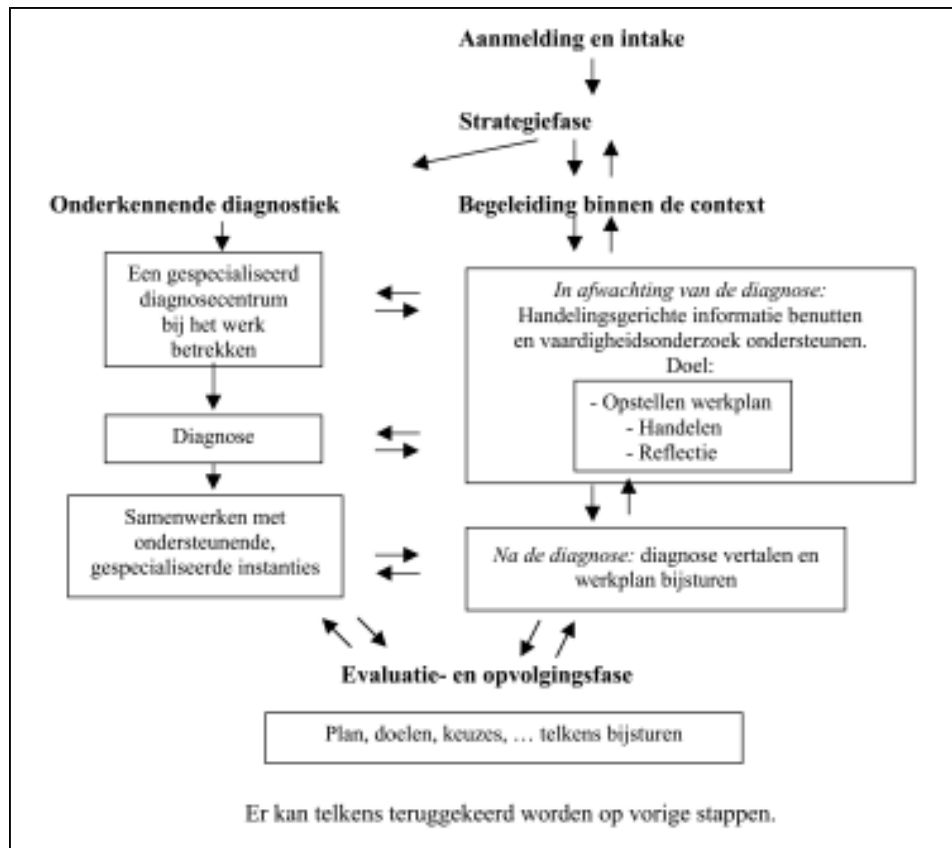 Aanmelding en intake
Strategiefase
Onderkennende diagnostiek
Een gespecialiseerd
diagnosecentrum
bij het werk
betrekken
Diagnose
Samenwerken met
ondersteunende,
gespecialiseerde instanties
Begeleiding binnen de context
In afwachting van de diagnose:
Handelingsgerichte informatie benutten
en vaardigheidsonderzoek ondersteunen.
Doel:
- Opstellen werkplan
- Handelen
- Reflectie
Na de diagnose: diagnose vertalen en
werkplan bijsturen
Evaluatie- en opvolgingsfase
Plan, doelen, keuzes, … telkens bijsturen
Er kan telkens teruggekeerd worden op vorige stappen.